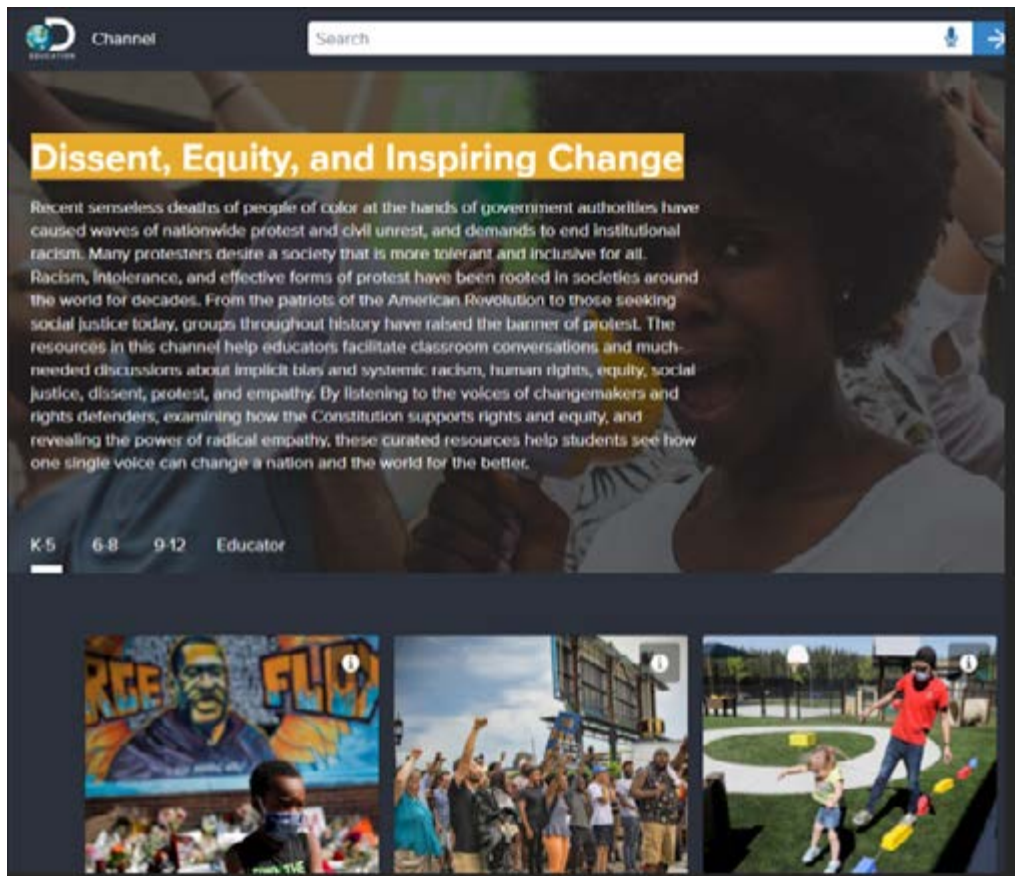 EDUCATION
Channel
Search
Dissent, Equity, and Inspiring Change
Recent senseless deaths of people of color at the hands of government authorities have
caused waves of nationwide protest and civil unrest, and demands to end institutional
racism. Many protesters desire a society that is more tolerant and inclusive for all.
Racism, intolerance, and effective forms of protest have been rooted in societies around
the world for decades. From the patriots of the American Revolution to those seeking
social justice today, groups throughout history have raised the banner of protest. The
resources in this channel help educators facilitate classroom conversations and much-
needed discussions about implicit bias and systemic racism, human rights, equity, social
justice, dissent, protest, and empathy. By listening to the voices of changemakers and
rights defenders, examining how the Constitution supports rights and equity, and
revealing the power of radical empathy, these curated resources help students see how
one single voice can change a nation and the world for the better.
K-5 6-8 9-12 Educator
RGE FLOY
THE